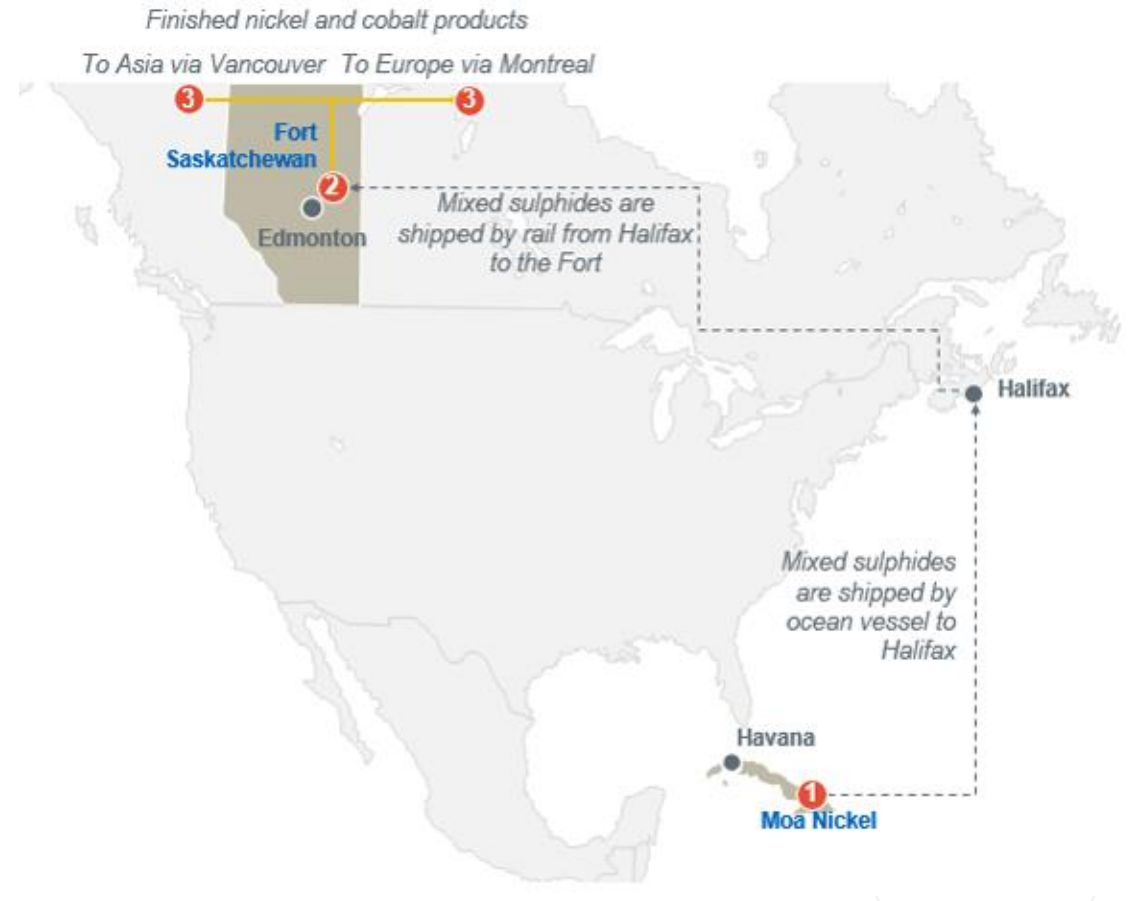 Finished nickel and cobalt products
To Asia via Vancouver To Europe via Montreal
3
3
Fort
Saskatchewan
2
Edmonton
Mixed sulphides are
shipped by rail from Halifax
to the Fort
Halifax
Mixed sulphides
are shipped by
ocean vessel to
Halifax
Havana
1
Moa Nickel